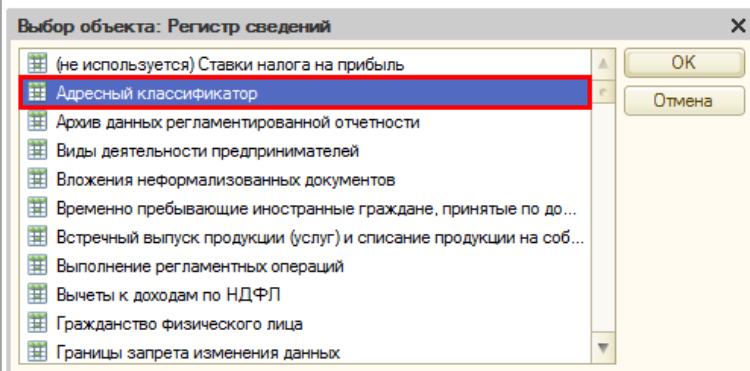 Выбор объекта: Регистр сведений
(не используется) Ставки налога на прибыль
OK
Адресный классификатор
Отмена
Архив данных регламентированной отчетности
Виды деятельности предпринимателей
Вложения неформализованных документов
Временно пребывающие иностранные граждане, принятые по до...
Встречный выпуск продукции (услуг) и списание продукции на соб...
Выполнение регламентных операций
Вычеты к доходам по НДФЛ
Гражданство физического лица
Границы запрета изменения данных